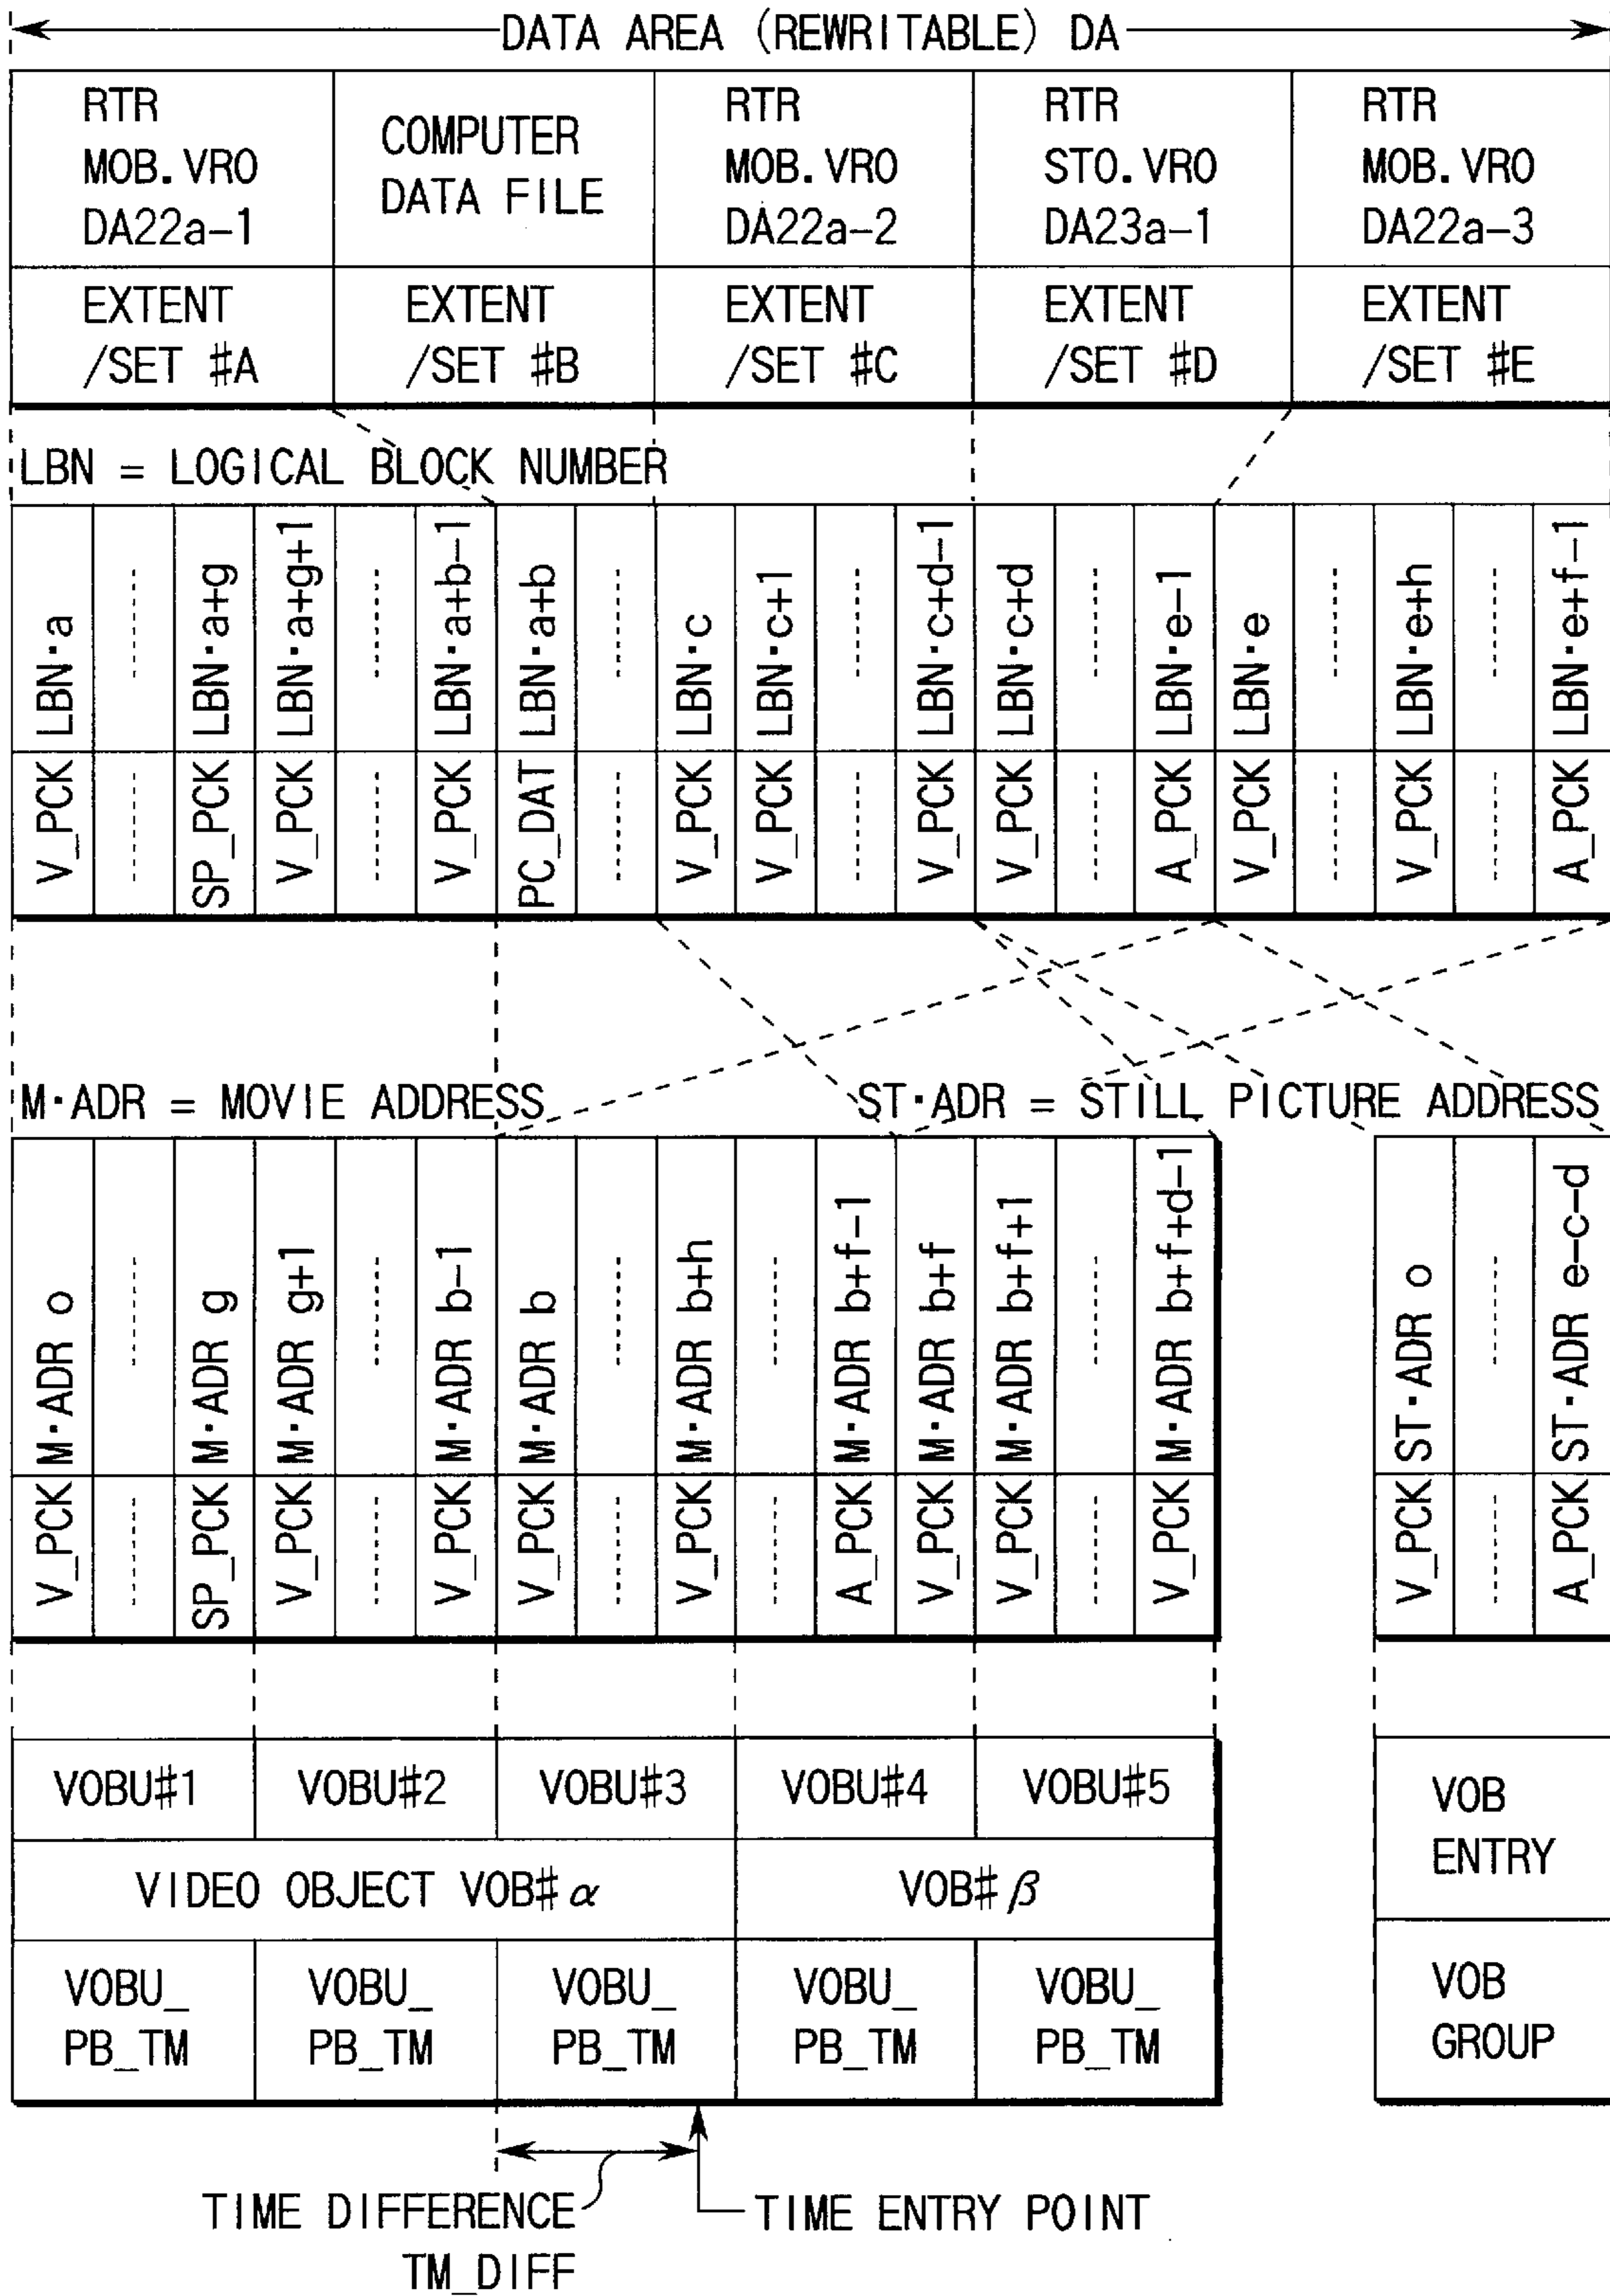 DATA AREA (REWRITABLE) DA
RTR
MOB.VRO
DA22a-1
COMPUTER
DATA FILE
RTR
MOB.VRO
DA22a-2
RTR
STO.VRO
DA23a-1
RTR
MOB.VRO
DA22a-3
EXTENT
/SET #A
EXTENT
/SET #B
EXTENT
/SET #C
EXTENT
/SET #D
EXTENT
/SET #E
LBN = LOGICAL BLOCK NUMBER
LBN·a
LBN·a+g
LBN·a+g+1
LBN·a+b-1
LBN·a+b
LBN·c
LBN·c+1
LBN·c+d-1
LBN·c+d
LBN·e-1
LBN·e
LBN·e+h
LBN·e+f-1
V_PCK
SP_PCK
V_PCK
V_PCK
PC_DAT
V_PCK
V_PCK
V_PCK
V_PCK
A_PCK
V_PCK
V_PCK
A_PCK
M·ADR = MOVIE ADDRESS
ST·ADR = STILL PICTURE ADDRESS
M·ADR o
M·ADR g
M·ADR g+1
M·ADR b-1
M·ADR b
M·ADR b+h
M·ADR b+f-1
M·ADR b+f
M·ADR b+f+1
M·ADR b+f+d-1
ST·ADR o
ST·ADR e-c-d
V_PCK
SP_PCK
V_PCK
V_PCK
V_PCK
V_PCK
A_PCK
V_PCK
V_PCK
V_PCK
V_PCK
A_PCK
VOBU#1
VOBU#2
VOBU#3
VOBU#4
VOBU#5
VOB
ENTRY
VIDEO OBJECT VOB#α
VOB#β
VOBU_
PB_TM
VOBU_
PB_TM
VOBU_
PB_TM
VOBU_
PB_TM
VOBU_
PB_TM
VOB
GROUP
TIME DIFFERENCE
TM_DIFF
TIME ENTRY POINT